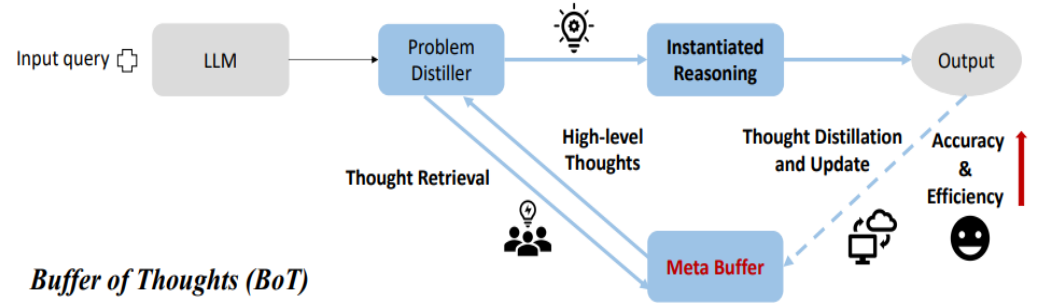 Input query
LLM
Problem
Distiller
Instantiated
Reasoning
Output
High-level
Thoughts
Thought Retrieval
Thought Distillation
and Update
Accuracy
&
Efficiency
Meta Buffer
Buffer of Thoughts (BoT)